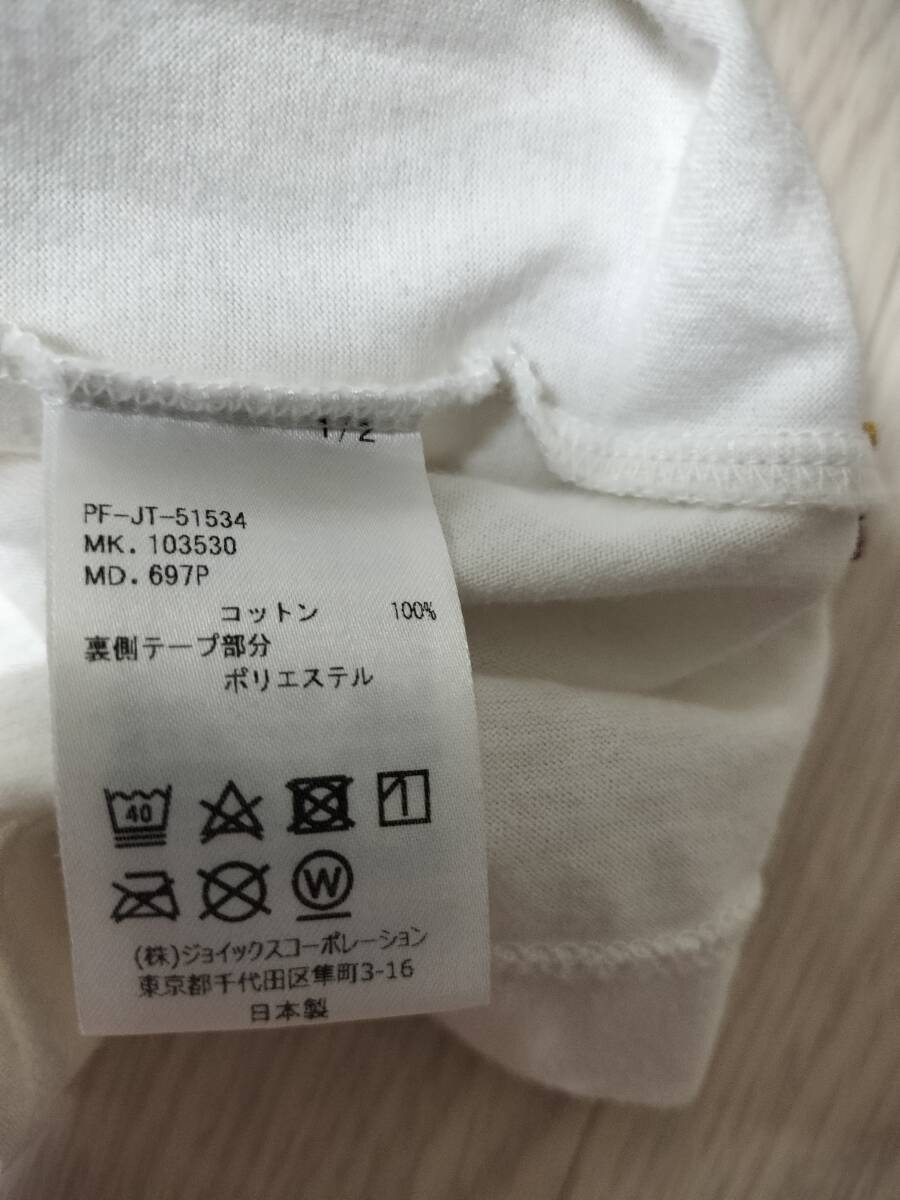 1/2
PF-JT-51534
MK. 103530
MD. 697P
コットン 100%
裏側テープ部分
ポリエステル
40
W
(株)ジョイックスコーポレーション
東京都千代田区隼町3-16
日本製